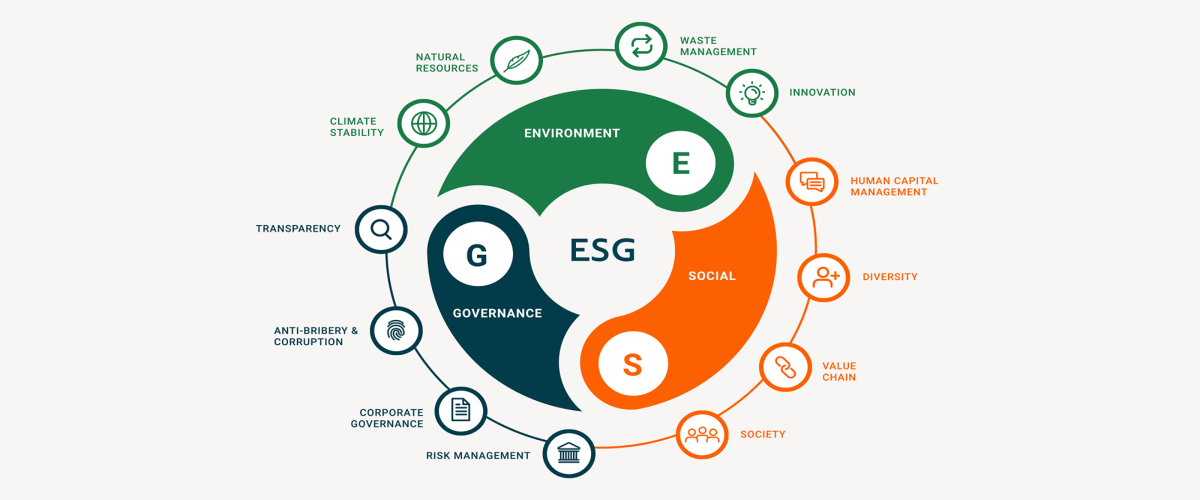 WASTE
MANAGEMENT
NATURAL
RESOURCES
INNOVATION
CLIMATE
STABILITY
ENVIRONMENT
E
HUMAN CAPITAL
MANAGEMENT
TRANSPARENCY
G
ESG
SOCIAL
DIVERSITY
GOVERNANCE
ANTI-BRIBERY &
CORRUPTION
S
VALUE
CHAIN
CORPORATE
GOVERNANCE
SOCIETY
RISK MANAGEMENT